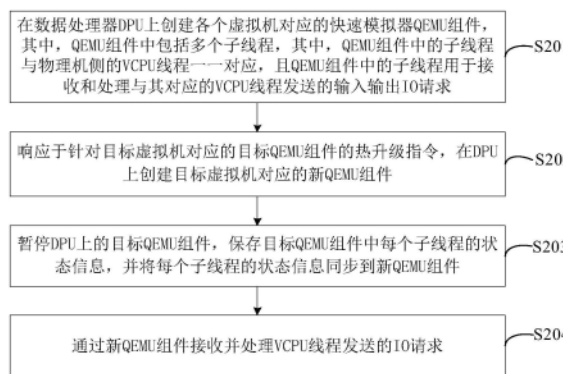 在数据处理器DPU上创建各个虚拟机对应的快速模拟器QEMU组件，
其中，QEMU组件中包括多个子线程，其中，QEMU组件中的子线程
与物理机侧的VCPU线程一一对应，且QEMU组件中的子线程用于接
收和处理与其对应的VCPU线程发送的输入输出IO请求
S20
响应于针对目标虚拟机对应的目标QEMU组件的热升级指令，在DPU
上创建目标虚拟机对应的新QEMU组件
S20
暂停DPU上的目标QEMU组件，保存目标QEMU组件中每个子线程的状
态信息，并将每个子线程的状态信息同步到新QEMU组件
S203
通过新QEMU组件接收并处理VCPU线程发送的IO请求
S204